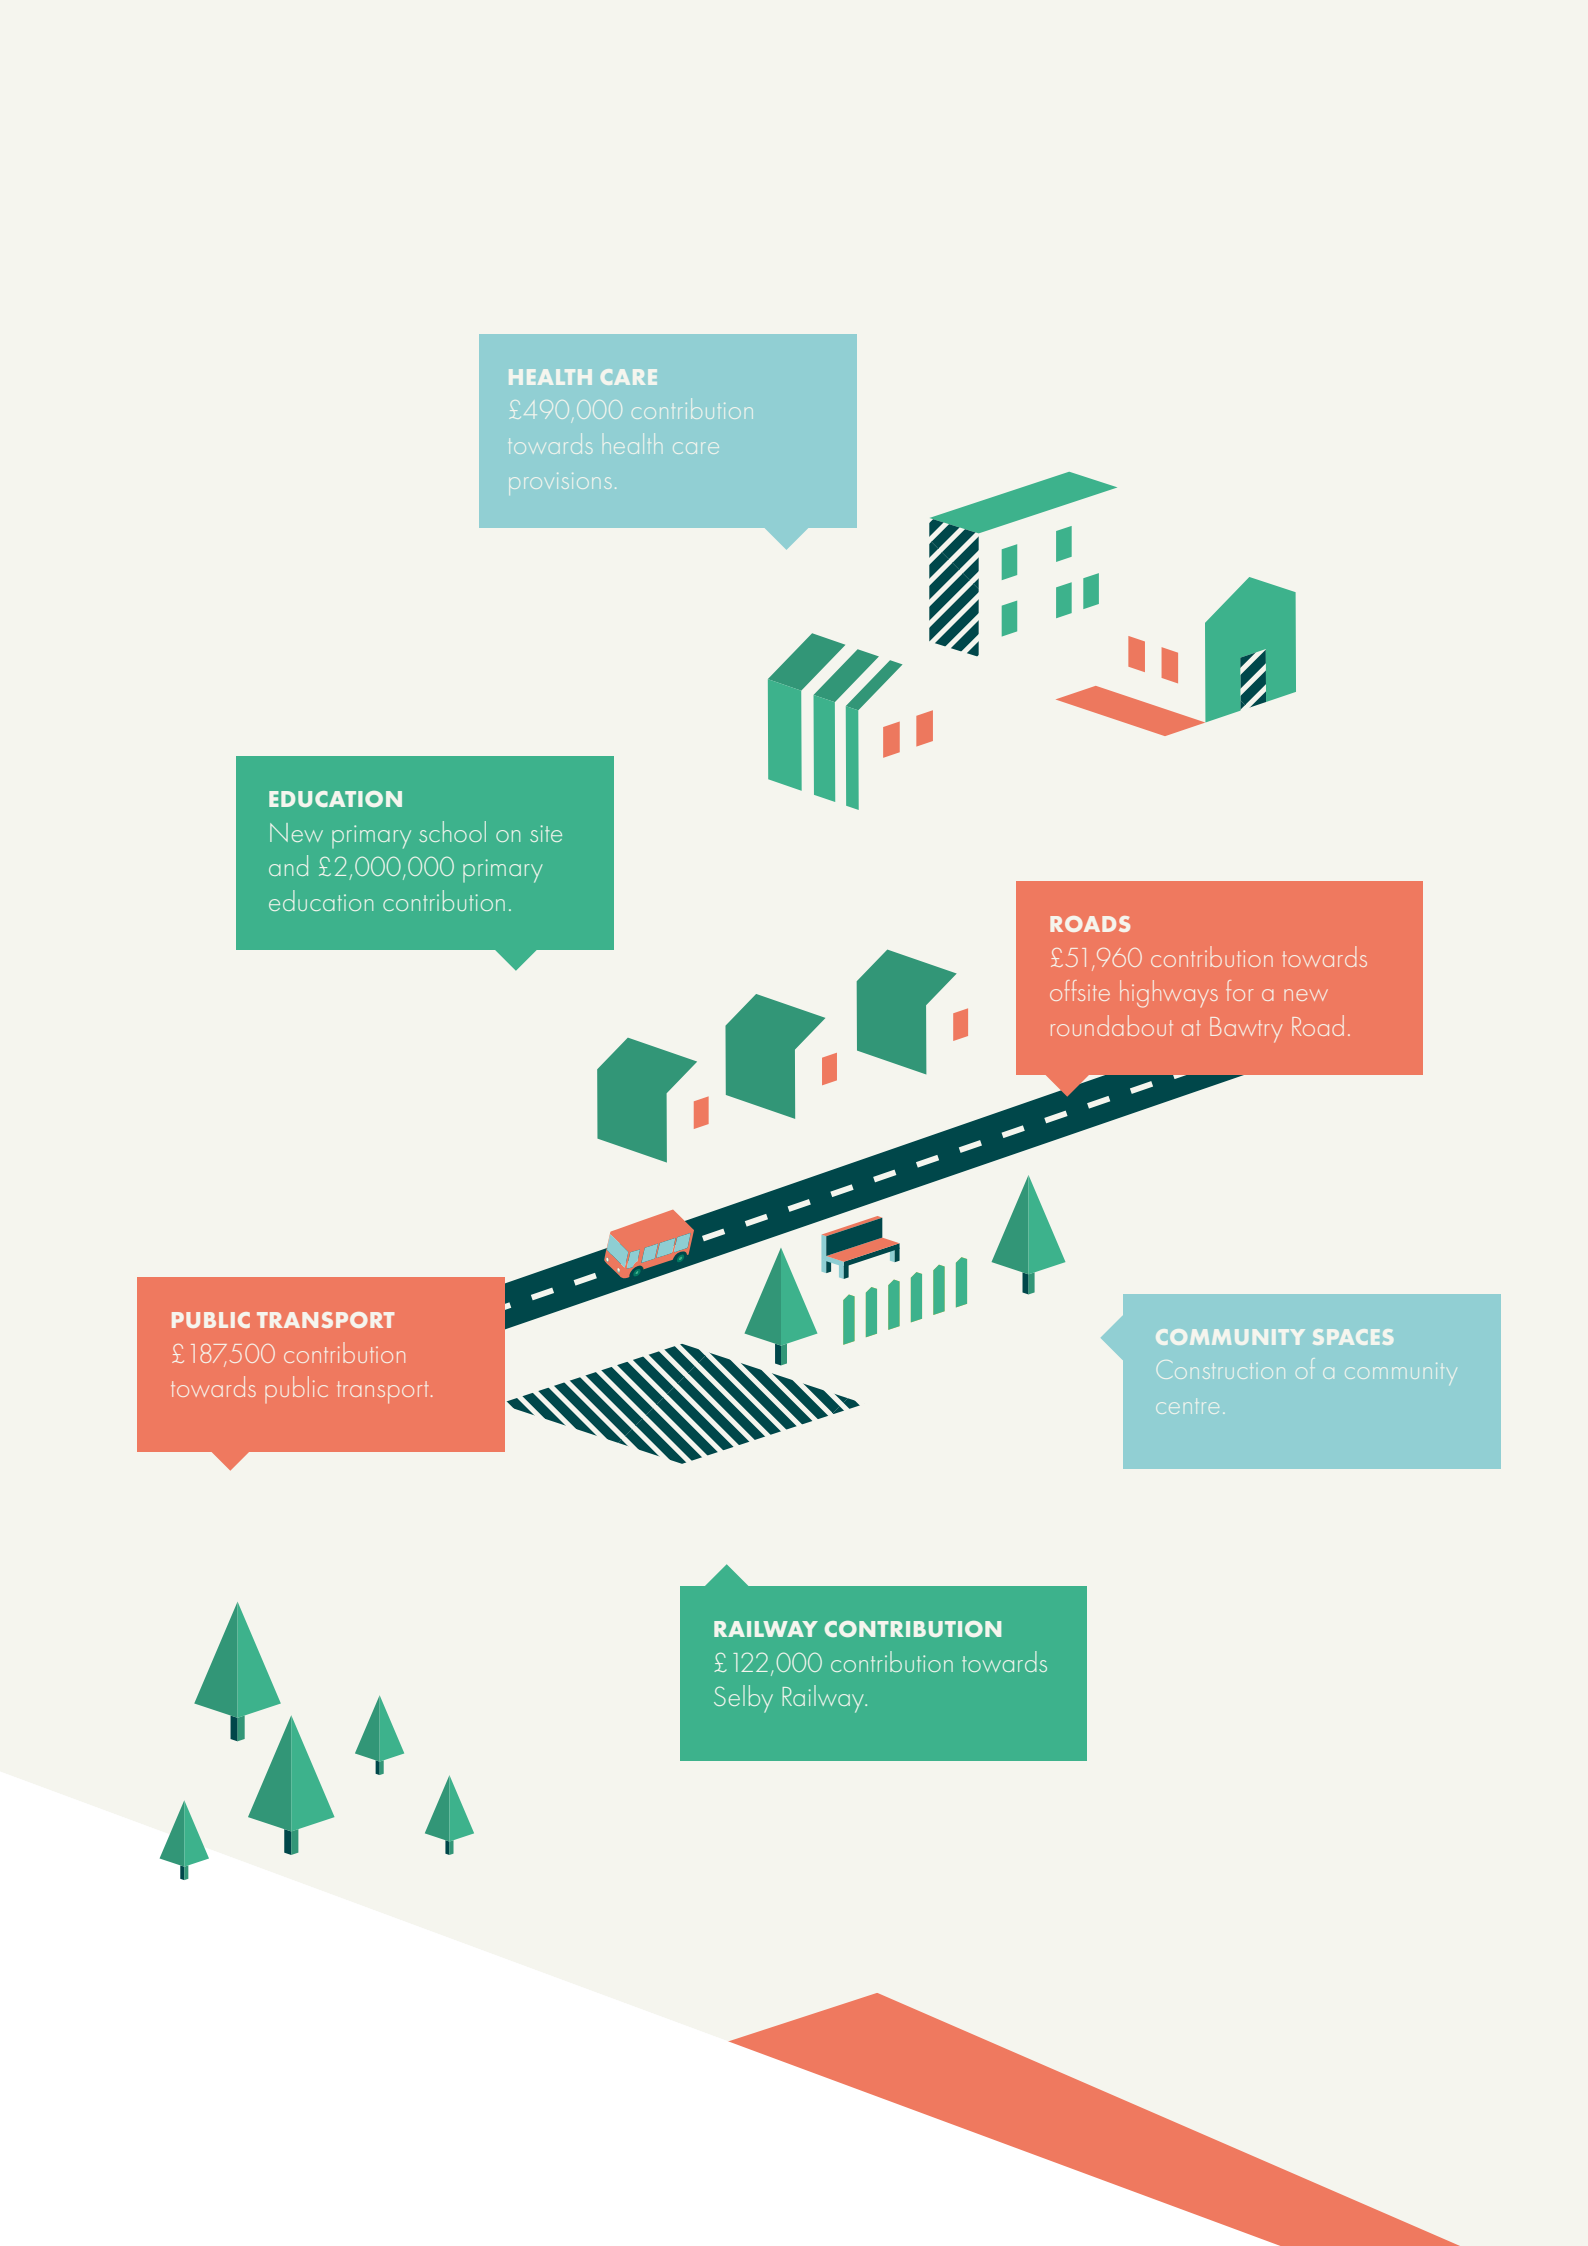 HEALTH CARE
£490,000 contribution
towards health care
provisions.
EDUCATION
New primary school on site
and £2,000,000 primary
education contribution.
ROADS
£51,960 contribution towards
offsite highways for a new
roundabout at Bawtry Road.
PUBLIC TRANSPORT
£187,500 contribution
towards public transport.
COMMUNITY SPACES
Construction of a community
centre.
RAILWAY CONTRIBUTION
£122,000 contribution towards
Selby Railway.